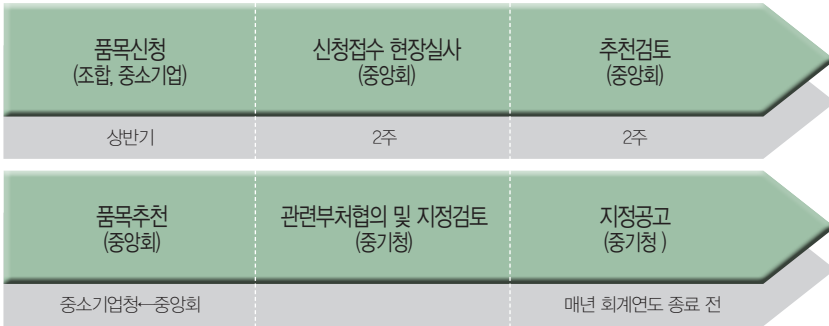 품목신청
(조합, 중소기업)
신청접수 현장실사
(중앙회)
추천검토
(중앙회)
상반기
2주
2주
품목추천
(중앙회)
관련부처협의 및 지정검토
(중기청)
지정공고
(중기청 )
중소기업청←중앙회
매년 회계연도 종료 전